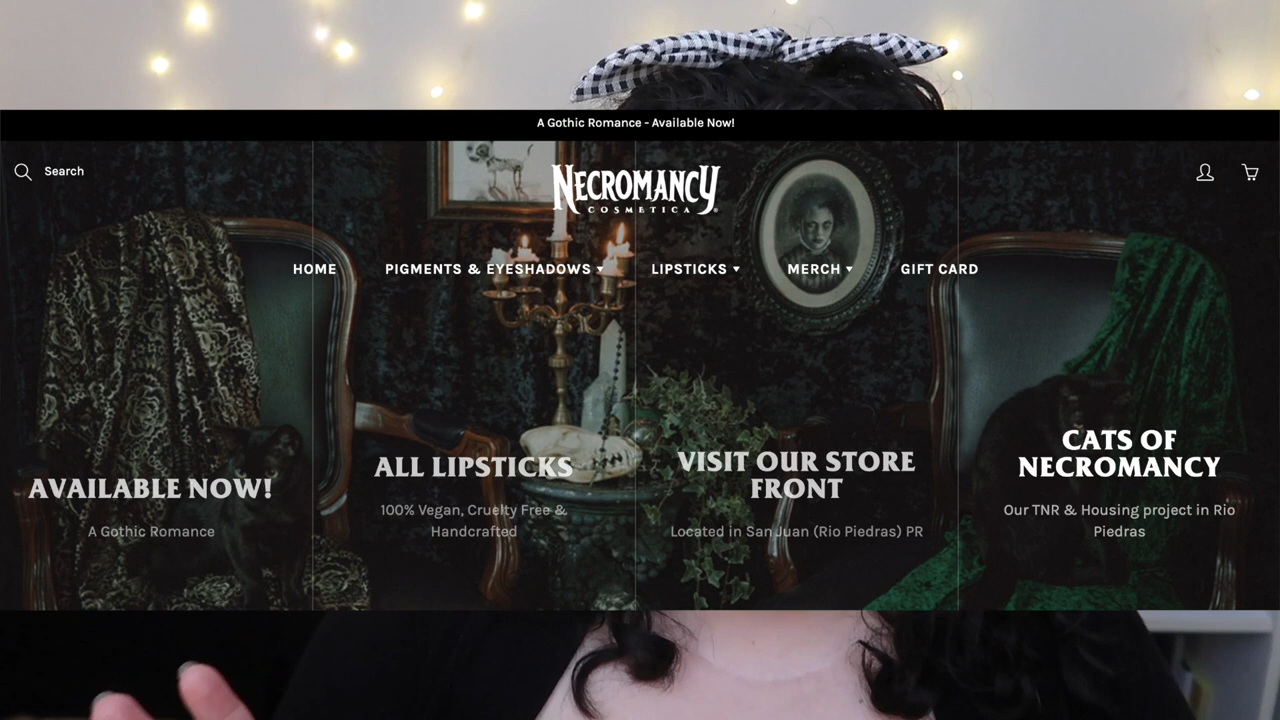 A Gothic Romance - Available Now!
Search
NECROMANCY
COSMETICA
HOME
PIGMENTS & EYESHADOWS
LIPSTICKS
MERCH
GIFT CARD
AVAILABLE NOW!
A Gothic Romance
ALL LIPSTICKS
100% Vegan, Cruelty Free &
Handcrafted
VISIT OUR STORE
FRONT
Located in San Juan (Rio Piedras) PR
CATS OF
NECROMANCY
Our TNR & Housing project in Rio
Piedras